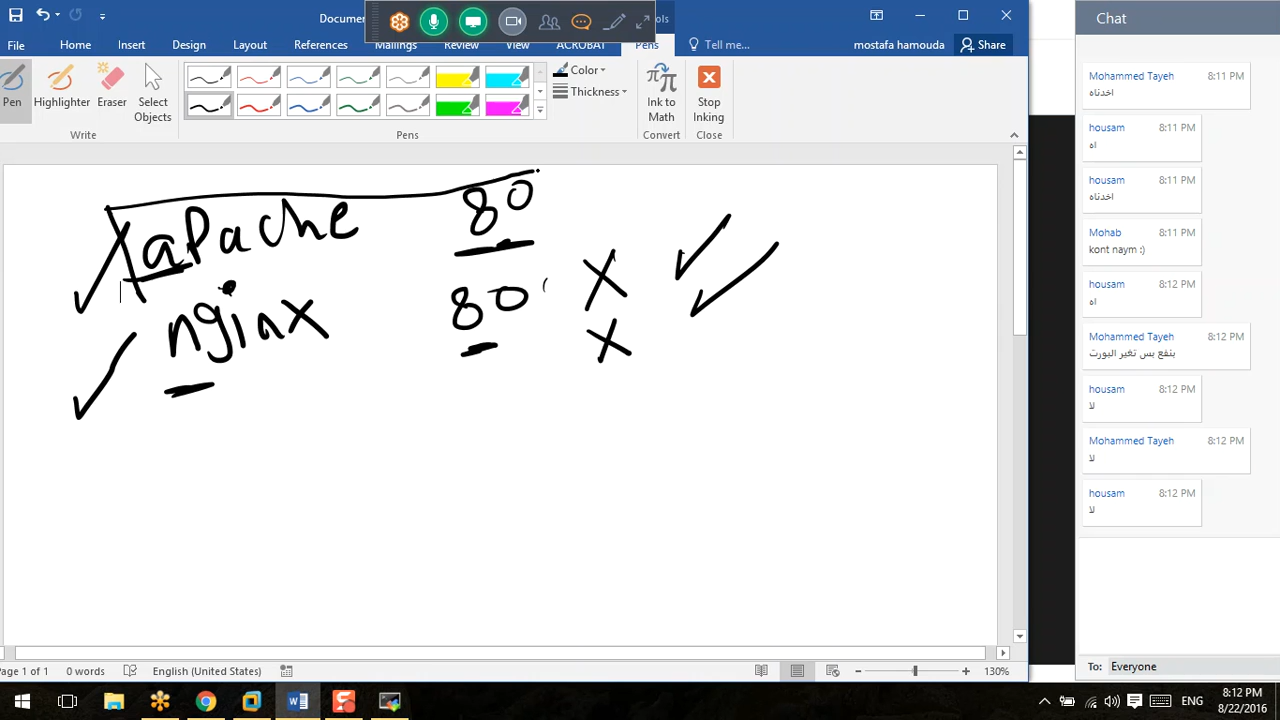 Docume
ols
File
Home
Insert
Design
Layout
References
Mailings
Review
View
ACROBAT
Pens
Tell me...
mostafa hamouda
Share
Pen
Highlighter
Eraser
Select Objects
Color
Thickness
Ink to Math
Stop Inking
Write
Pens
Convert
Close
apache 80
nginx 80
Page 1 of 1
0 words
English (United States)
130%
Chat
Mohammed Tayeh 8:11 PM
اخدناه
housam 8:11 PM
اه
housam 8:11 PM
اخدناه
Mohab 8:11 PM
kont naym :)
housam 8:12 PM
اه
Mohammed Tayeh 8:12 PM
بنفع بس تغير البورت
housam 8:12 PM
لا
Mohammed Tayeh 8:12 PM
لا
housam 8:12 PM
لا
To: Everyone
ENG
8:12 PM
8/22/2016